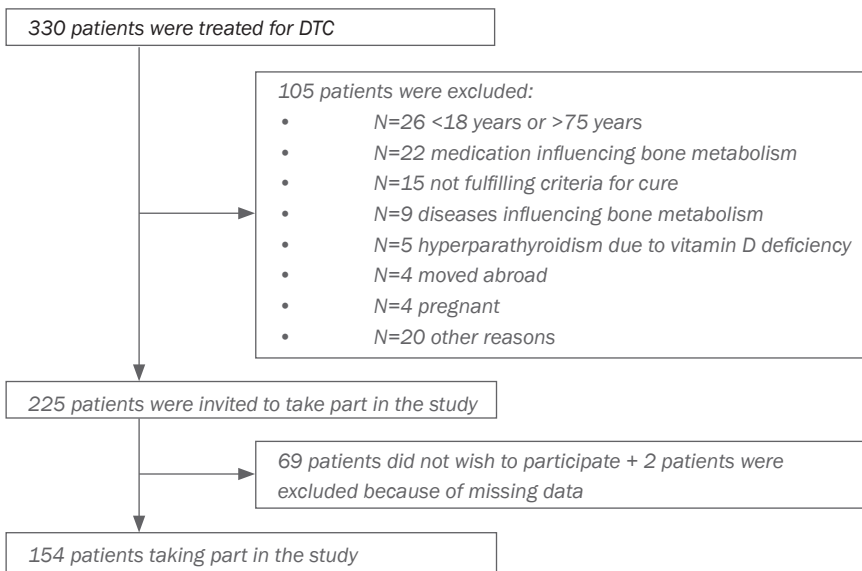 330 patients were treated for DTC
105 patients were excluded:
• N=26 <18 years or >75 years
• N=22 medication influencing bone metabolism
• N=15 not fulfilling criteria for cure
• N=9 diseases influencing bone metabolism
• N=5 hyperparathyroidism due to vitamin D deficiency
• N=4 moved abroad
• N=4 pregnant
• N=20 other reasons
225 patients were invited to take part in the study
69 patients did not wish to participate + 2 patients were
excluded because of missing data
154 patients taking part in the study